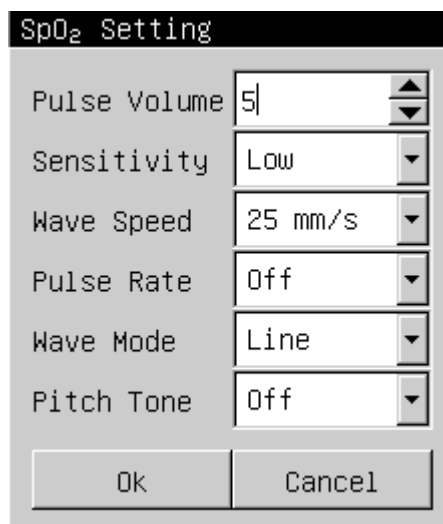 SpO₂ Setting
Pulse Volume 5
Sensitivity Low
Wave Speed 25 mm/s
Pulse Rate Off
Wave Mode Line
Pitch Tone Off
Ok Cancel